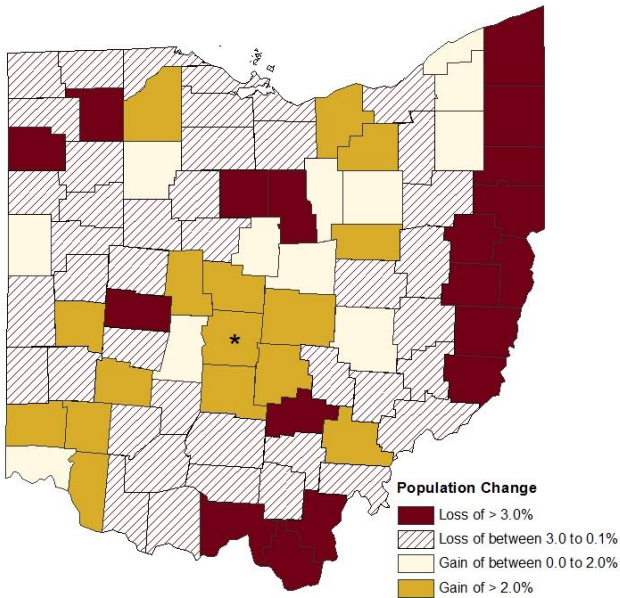 *
Population Change
Loss of > 3.0%
Loss of between 3.0 to 0.1%
Gain of between 0.0 to 2.0%
Gain of > 2.0%